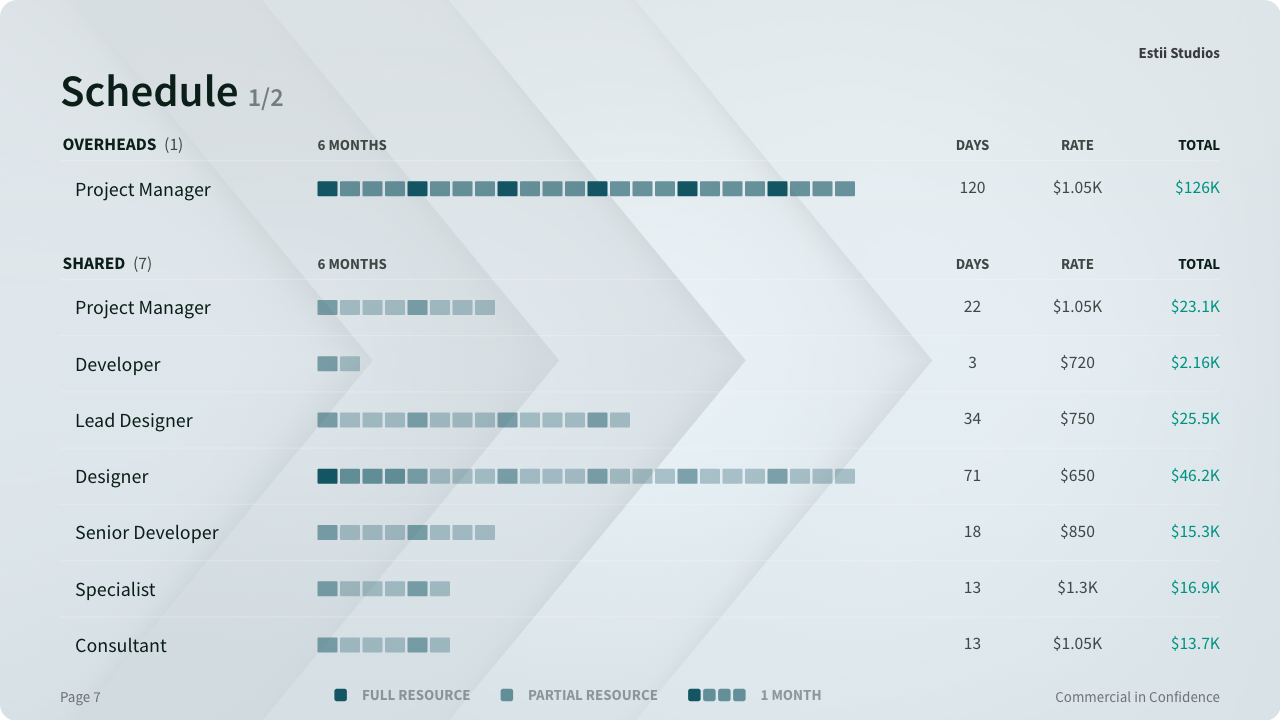 Estii Studios
Schedule 1/2
OVERHEADS (1) 6 MONTHS DAYS RATE TOTAL
Project Manager 120 $1.05K $126K
SHARED (7) 6 MONTHS DAYS RATE TOTAL
Project Manager 22 $1.05K $23.1K
Developer 3 $720 $2.16K
Lead Designer 34 $750 $25.5K
Designer 71 $650 $46.2K
Senior Developer 18 $850 $15.3K
Specialist 13 $1.3K $16.9K
Consultant 13 $1.05K $13.7K
Page 7 FULL RESOURCE PARTIAL RESOURCE 1 MONTH Commercial in Confidence